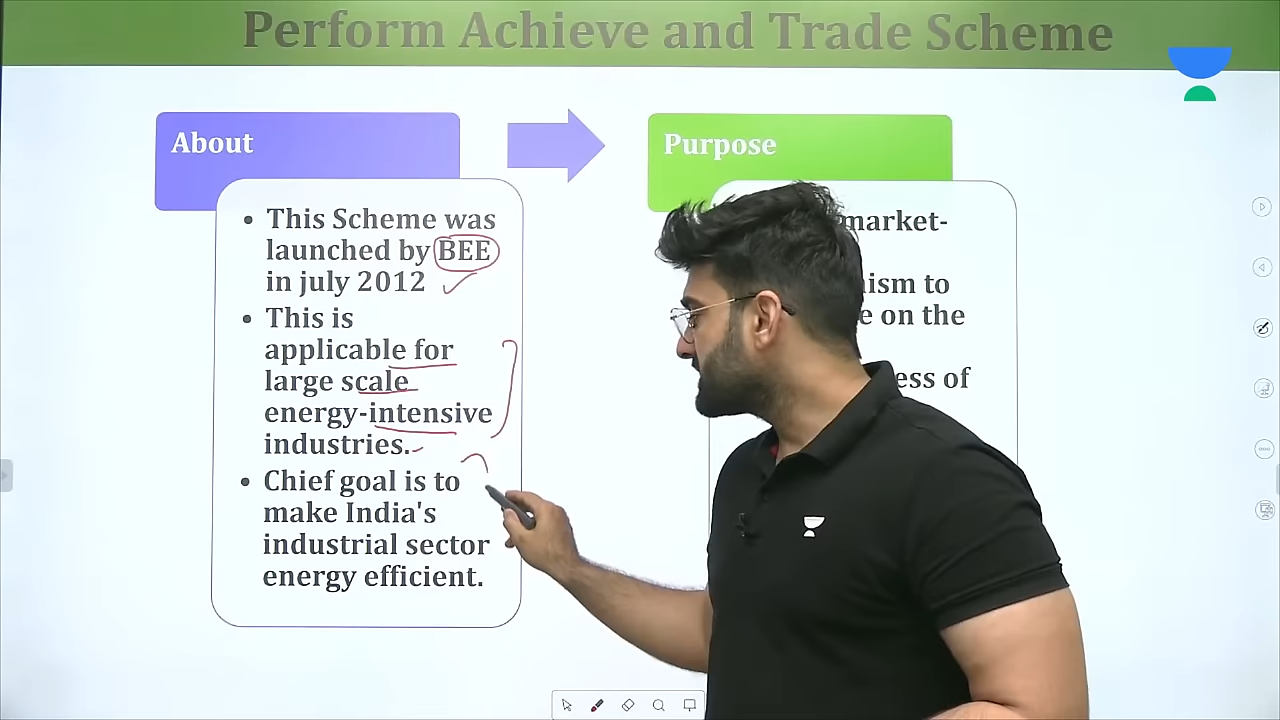 Perform Achieve and Trade Scheme
About
• This Scheme was
launched by BEE
in july 2012
• This is
applicable for
large scale
energy-intensive
industries.
• Chief goal is to
make India's
industrial sector
energy efficient.
Purpose
market-
to
on the
of